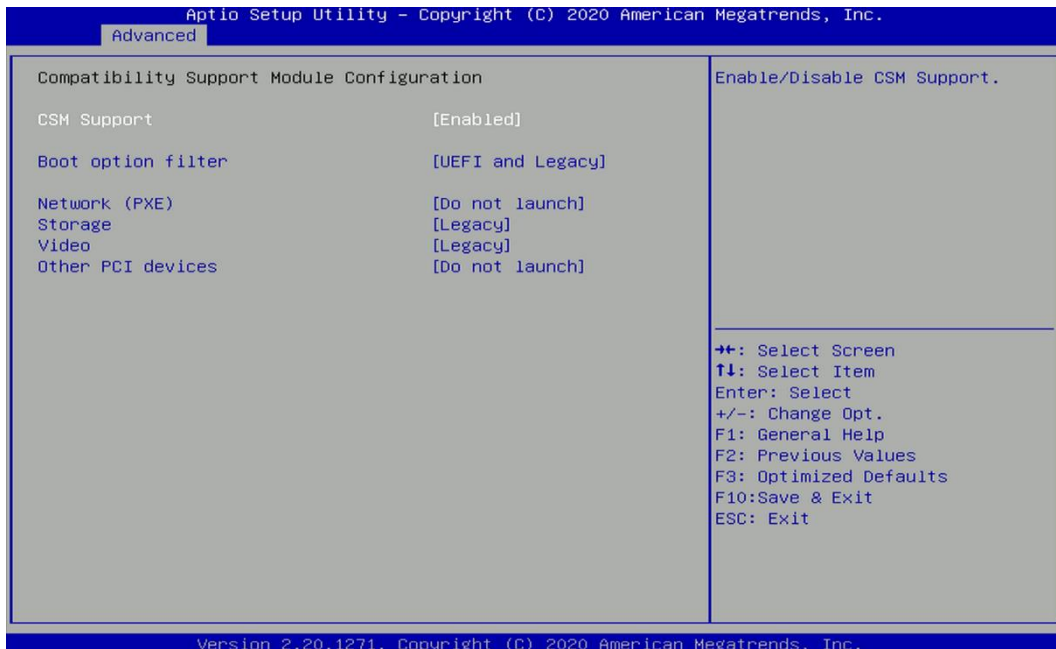 Aptio Setup Utility – Copyright (C) 2020 American Megatrends, Inc.
Advanced
Compatibility Support Module Configuration
Enable/Disable CSM Support.
CSM Support [Enabled]
Boot option filter [UEFI and Legacy]
Network (PXE) [Do not launch]
Storage [Legacy]
Video [Legacy]
Other PCI devices [Do not launch]
→←: Select Screen
↑↓: Select Item
Enter: Select
+/-: Change Opt.
F1: General Help
F2: Previous Values
F3: Optimized Defaults
F10:Save & Exit
ESC: Exit
Version 2.20.1271. Copyright (C) 2020 American Megatrends, Inc.